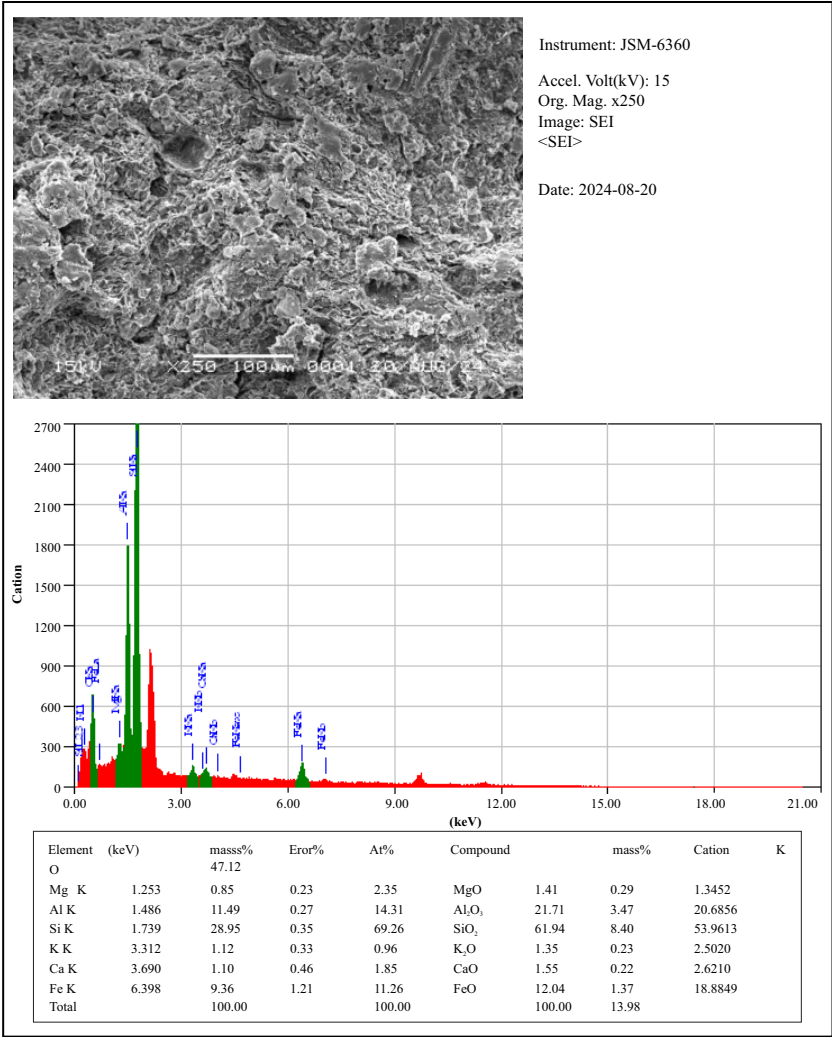 Instrument: JSM-6360
Accel. Volt(kV): 15
Org. Mag. x250
Image: SEI
<SEI>
Date: 2024-08-20
15kV X250 100µm 0001 20/AUG/24
2700
2400
2100
1800
1500
1200
900
600
300
0
Cation
0.00 3.00 6.00 9.00 12.00 15.00 18.00 21.00
(keV)
Element (keV) masss% Eror% At% Compound mass% Cation K
O 47.12
Mg K 1.253 0.85 0.23 2.35 MgO 1.41 0.29 1.3452
Al K 1.486 11.49 0.27 14.31 Al₂O₃ 21.71 3.47 20.6856
Si K 1.739 28.95 0.35 69.26 SiO₂ 61.94 8.40 53.9613
K K 3.312 1.12 0.33 0.96 K₂O 1.35 0.23 2.5020
Ca K 3.690 1.10 0.46 1.85 CaO 1.55 0.22 2.6210
Fe K 6.398 9.36 1.21 11.26 FeO 12.04 1.37 18.8849
Total 100.00 100.00 100.00 13.98